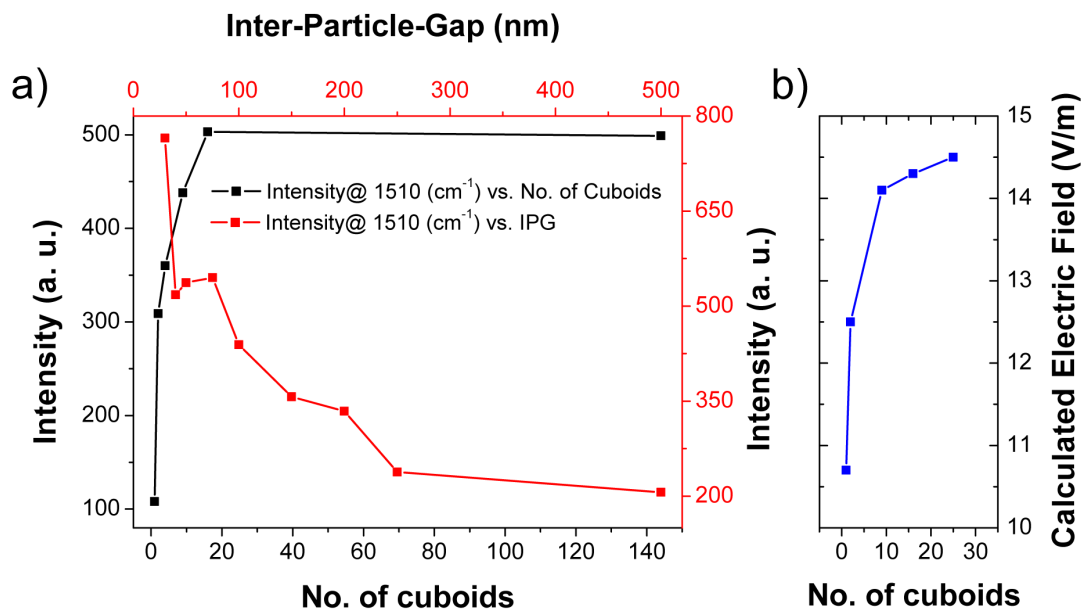 Inter-Particle-Gap (nm)
a)
0 100 200 300 400 500
500
400
300
200
100
Intensity (a. u.)
Intensity@ 1510 (cm⁻¹) vs. No. of Cuboids
Intensity@ 1510 (cm⁻¹) vs. IPG
800
650
500
350
200
Intensity (a. u.)
0 20 40 60 80 100 120 140
No. of cuboids
b)
15
14
13
12
11
10
Calculated Electric Field (V/m)
0 10 20 30
No. of cuboids